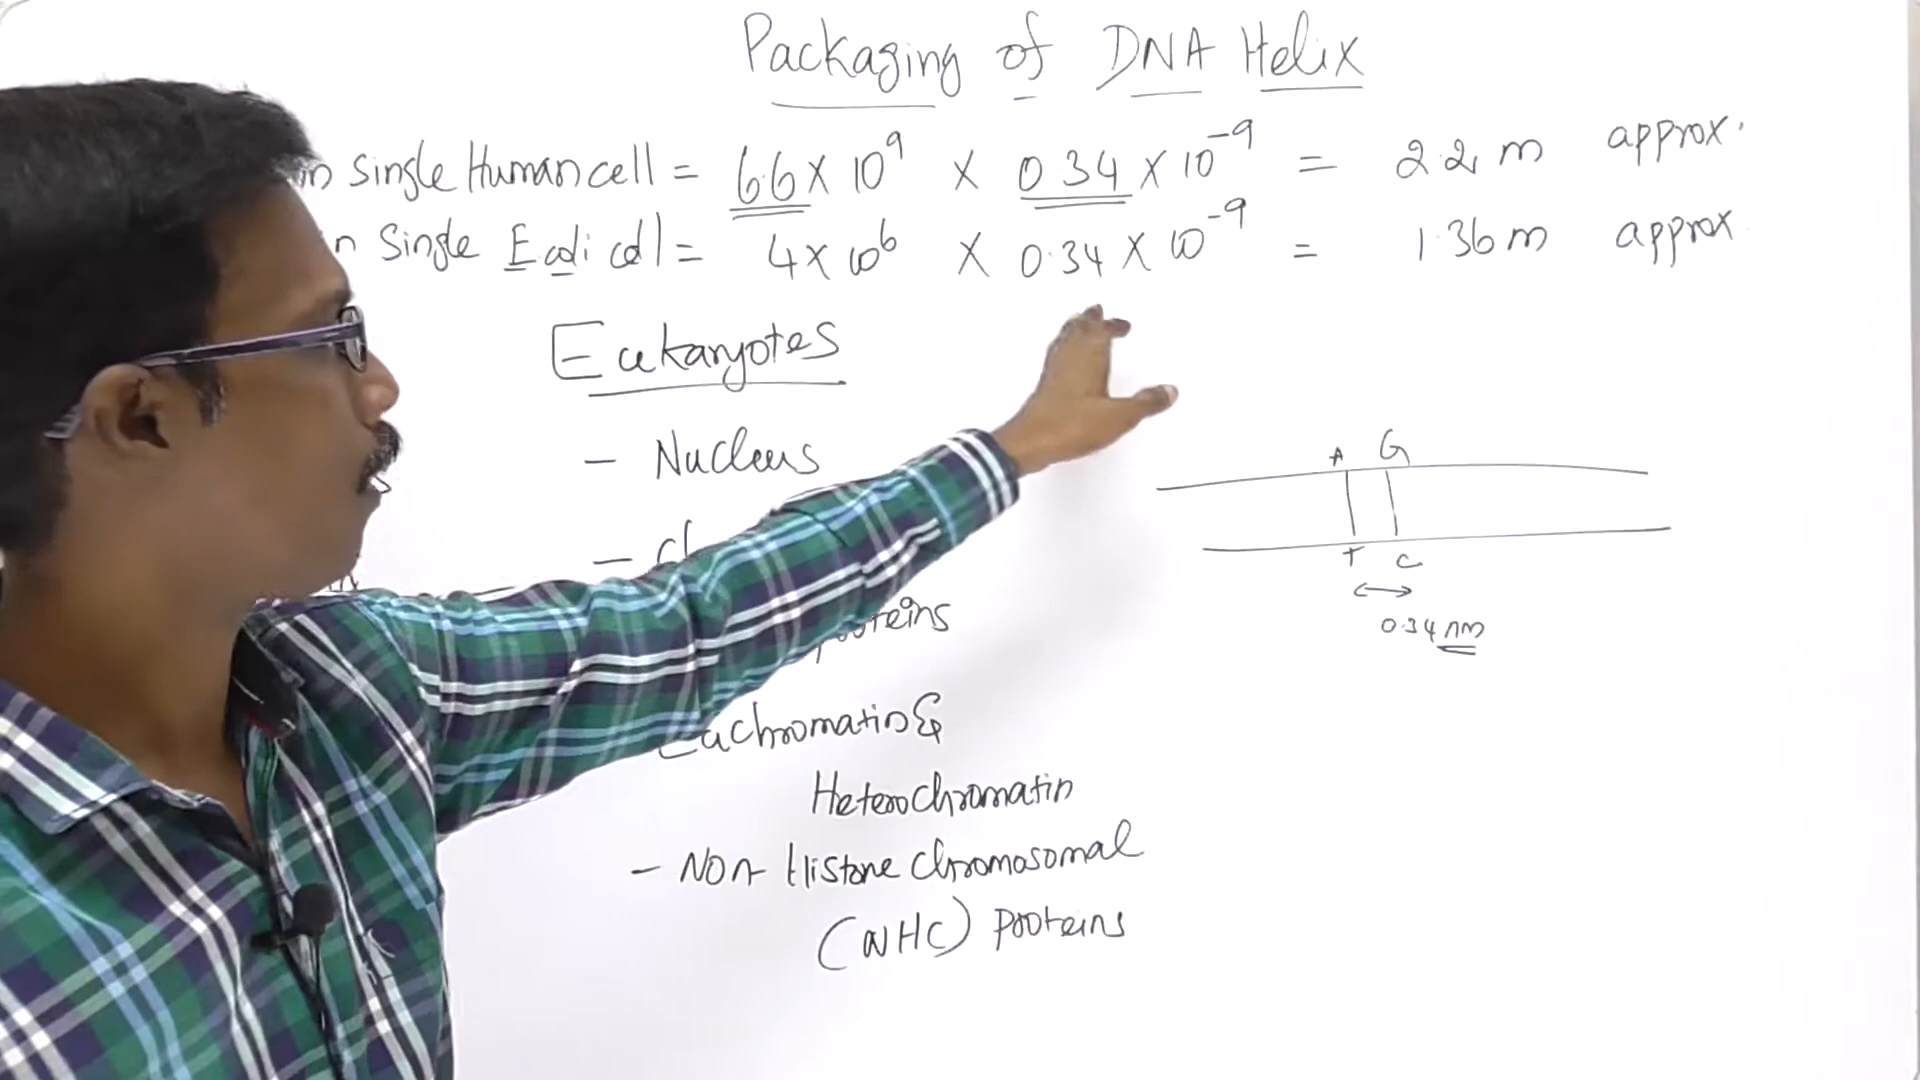 Packaging of DNA Helix
in Single Human cell = 6.6 × 10⁹ × 0.34 × 10⁻⁹ = 2.2 m approx.
in Single E.coli cell = 4 × 10⁶ × 0.34 × 10⁻⁹ = 1.36 m approx
Eukaryotes
- Nucleus
-
proteins
Euchromatin &
Heterochromatin
- Non-Histone Chromosomal
(NHC) proteins
A G
T C
0.34 nm